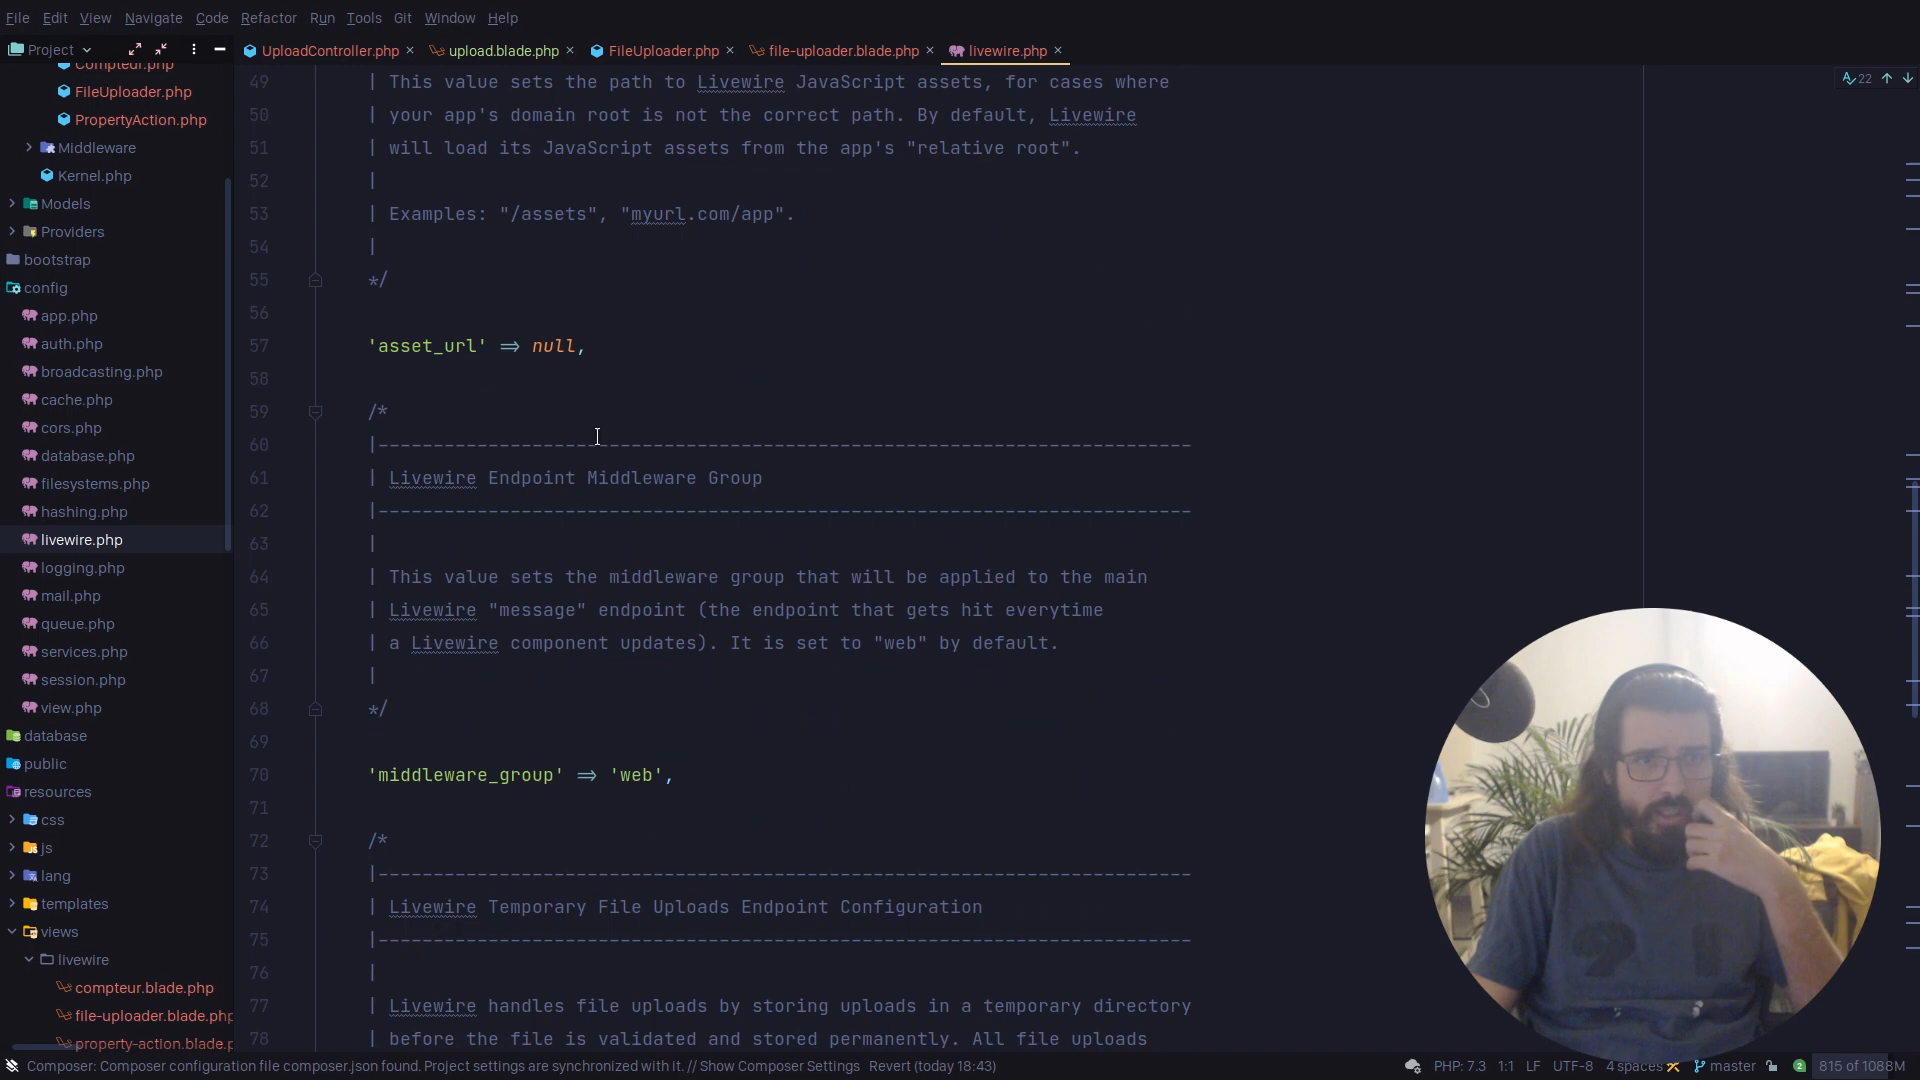 File Edit View Navigate Code Refactor Run Tools Git Window Help
Project
UploadController.php upload.blade.php FileUploader.php file-uploader.blade.php livewire.php
Compteur.php
FileUploader.php
PropertyAction.php
Middleware
Kernel.php
Models
Providers
bootstrap
config
app.php
auth.php
broadcasting.php
cache.php
cors.php
database.php
filesystems.php
hashing.php
livewire.php
logging.php
mail.php
queue.php
services.php
session.php
view.php
database
public
resources
css
js
lang
templates
views
livewire
compteur.blade.php
file-uploader.blade.php
property-action.blade.p
22
49 | This value sets the path to Livewire JavaScript assets, for cases where
50 | your app's domain root is not the correct path. By default, Livewire
51 | will load its JavaScript assets from the app's "relative root".
52 |
53 | Examples: "/assets", "myurl.com/app".
54 |
55 */
56
57 'asset_url' => null,
58
59 /*
60 |--------------------------------------------------------------------------
61 | Livewire Endpoint Middleware Group
62 |--------------------------------------------------------------------------
63 |
64 | This value sets the middleware group that will be applied to the main
65 | Livewire "message" endpoint (the endpoint that gets hit everytime
66 | a Livewire component updates). It is set to "web" by default.
67 |
68 */
69
70 'middleware_group' => 'web',
71
72 /*
73 |--------------------------------------------------------------------------
74 | Livewire Temporary File Uploads Endpoint Configuration
75 |--------------------------------------------------------------------------
76 |
77 | Livewire handles file uploads by storing uploads in a temporary directory
78 | before the file is validated and stored permanently. All file uploads
Composer: Composer configuration file composer.json found. Project settings are synchronized with it. // Show Composer Settings Revert (today 18:43) PHP: 7.3 1:1 LF UTF-8 4 spaces master 2 815 of 1088M